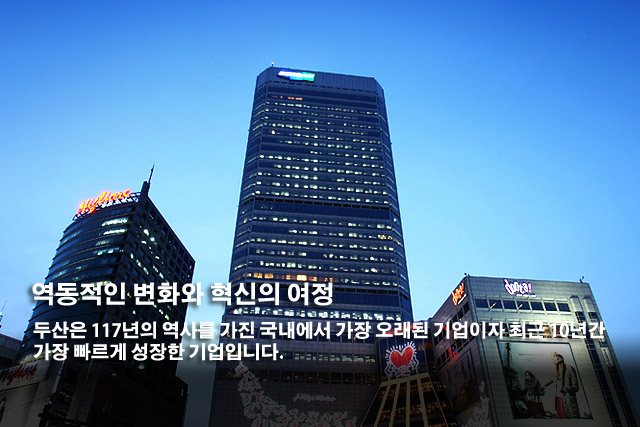 MyAime
doota!
역동적인 변화와 혁신의 여정
두산은 117년의 역사를 가진 국내에서 가장 오래된 기업이자 최근 10년간
가장 빠르게 성장한 기업입니다.